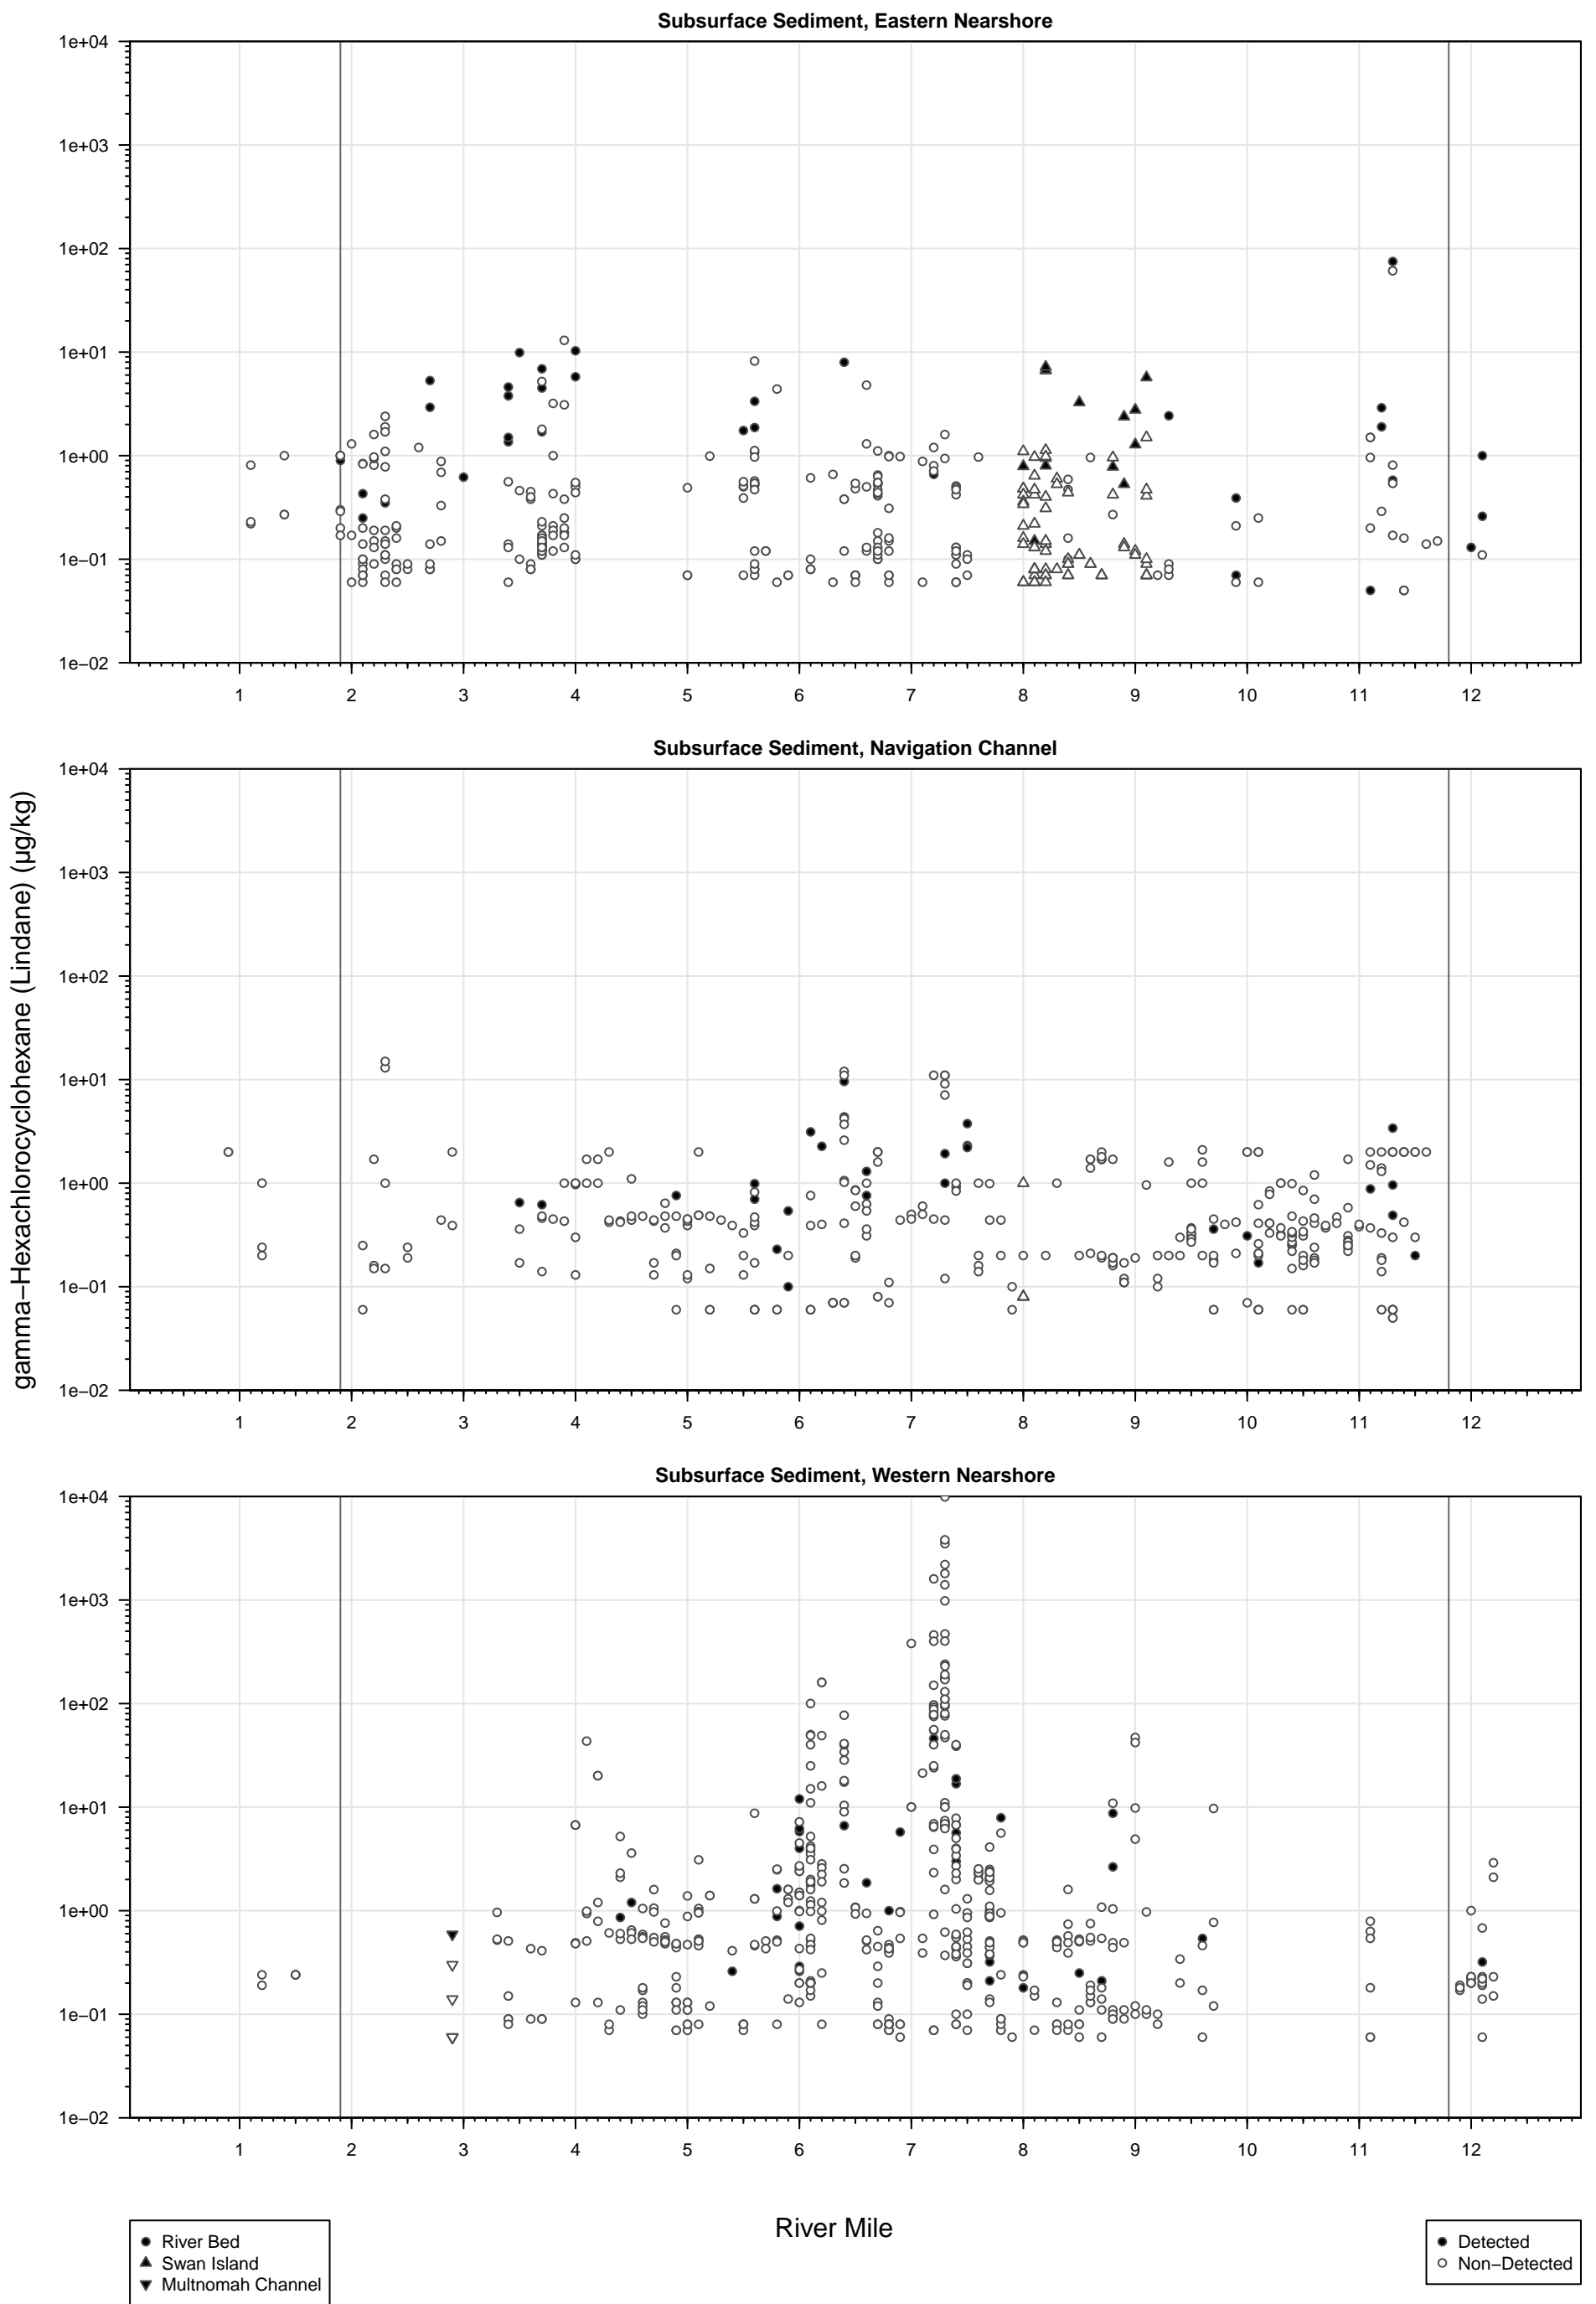 Subsurface Sediment, Eastern Nearshore
1e+04
1e+03
1e+02
1e+01
1e+00
1e−01
1e−02
1 2 3 4 5 6 7 8 9 10 11 12
Subsurface Sediment, Navigation Channel
gamma−Hexachlorocyclohexane (Lindane) (µg/kg)
1e+04
1e+03
1e+02
1e+01
1e+00
1e−01
1e−02
1 2 3 4 5 6 7 8 9 10 11 12
Subsurface Sediment, Western Nearshore
1e+04
1e+03
1e+02
1e+01
1e+00
1e−01
1e−02
1 2 3 4 5 6 7 8 9 10 11 12
River Mile
River Bed
Swan Island
Multnomah Channel
Detected
Non−Detected